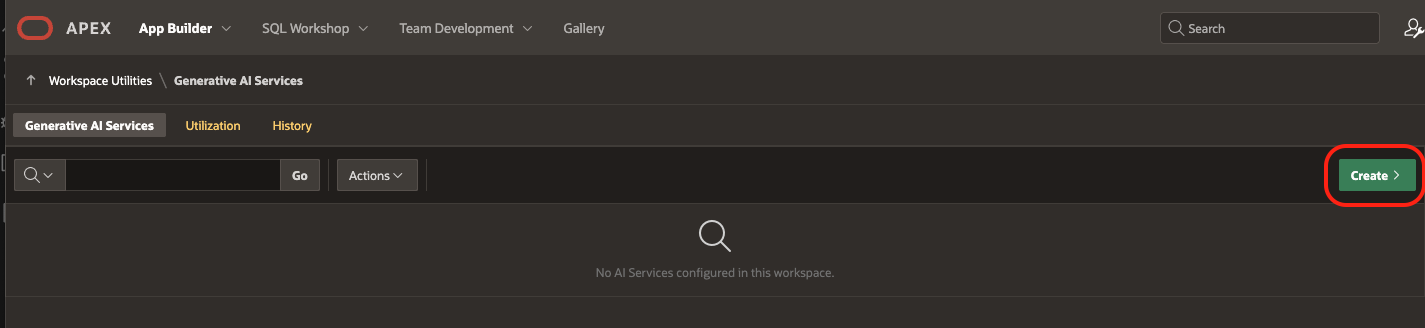 APEX App Builder SQL Workshop Team Development Gallery Search
Workspace Utilities \ Generative AI Services
Generative AI Services Utilization History
Go Actions Create
No AI Services configured in this workspace.